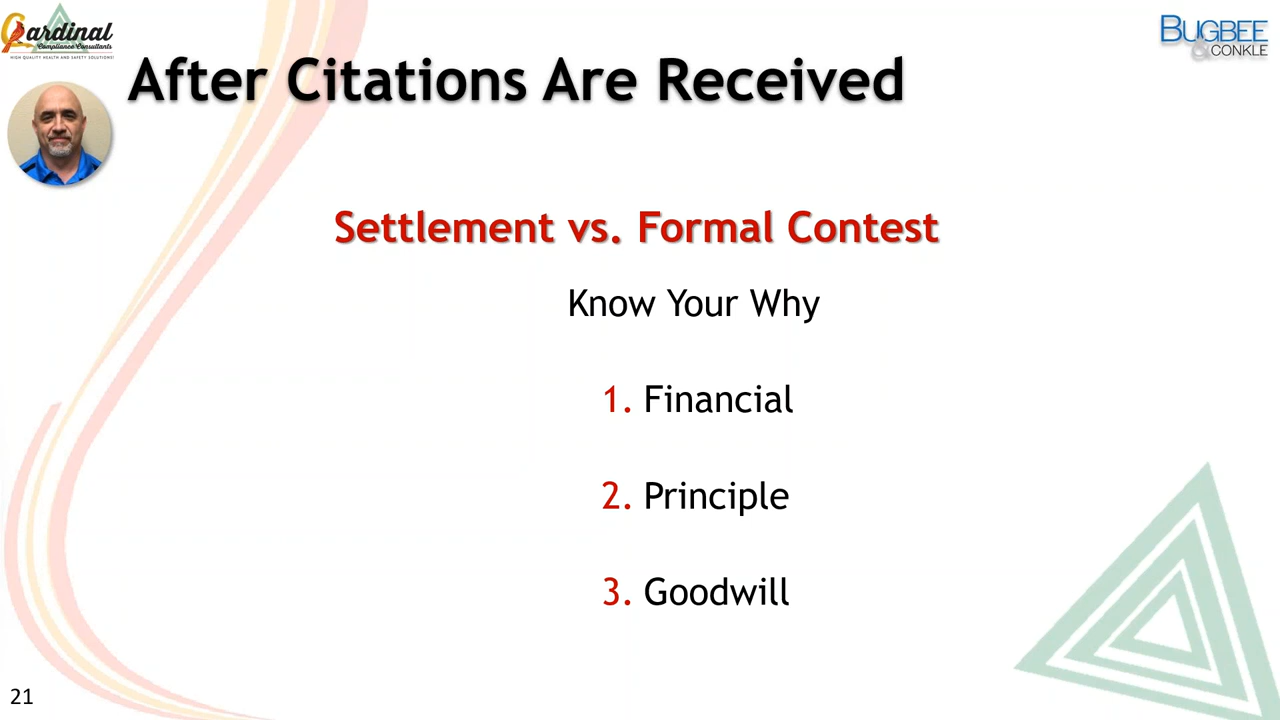 Cardinal
Compliance Consultants
HIGH QUALITY HEALTH AND SAFETY SOLUTIONS!
BUGBEE
& CONKLE
After Citations Are Received
Settlement vs. Formal Contest
Know Your Why
1. Financial
2. Principle
3. Goodwill
21